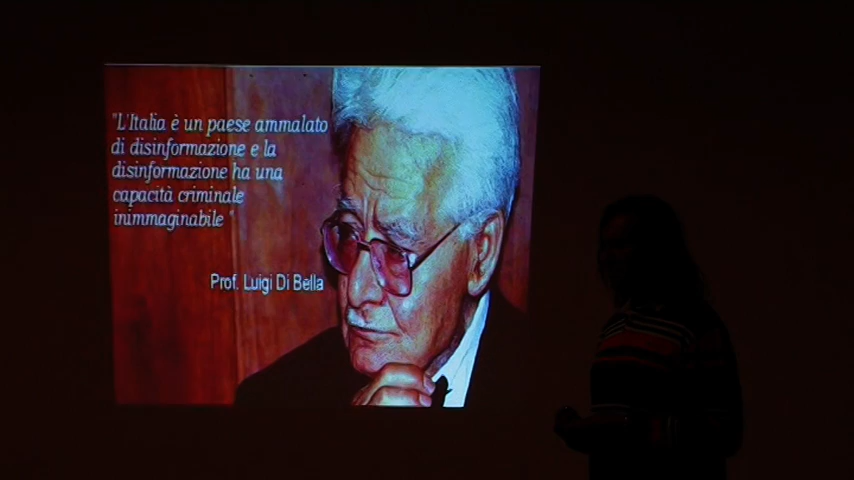 "L'Italia è un paese ammalato
di disinformazione e la
disinformazione ha una
capacità criminale
inimmaginabile"
Prof. Luigi Di Bella